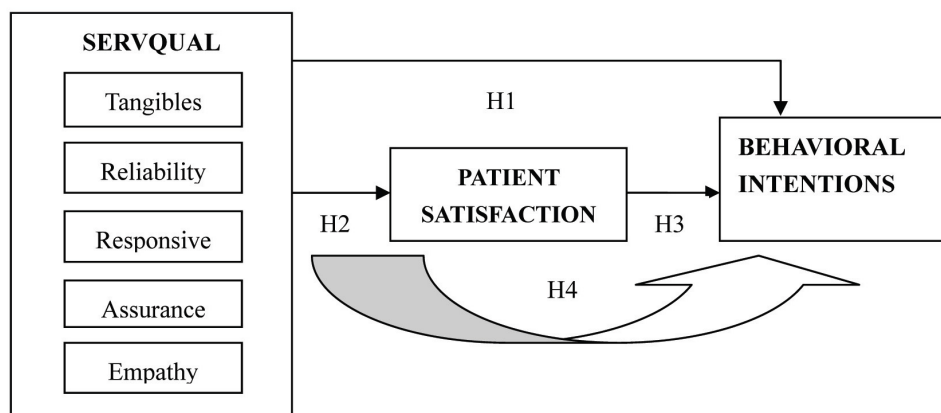 SERVQUAL
Tangibles
Reliability
Responsive
Assurance
Empathy
H1
H2
PATIENT
SATISFACTION
H3
BEHAVIORAL
INTENTIONS
H4